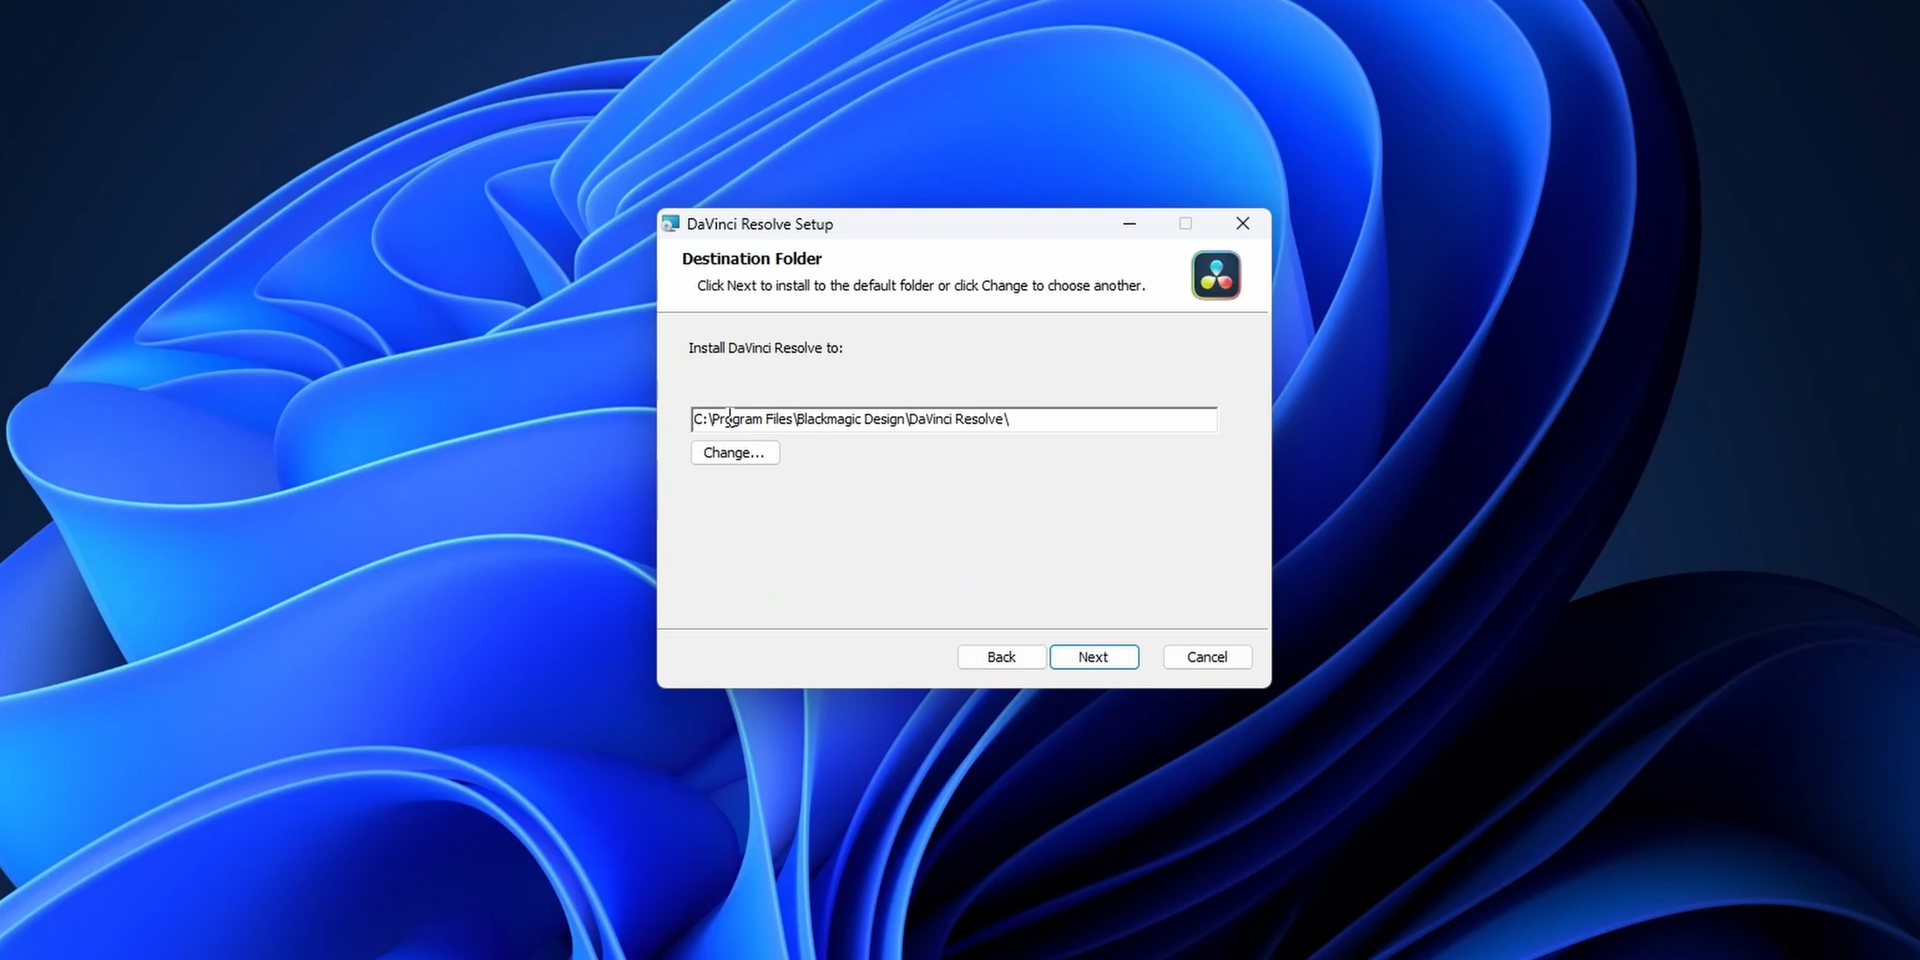 DaVinci Resolve Setup
Destination Folder
Click Next to install to the default folder or click Change to choose another.
Install DaVinci Resolve to:
C:\Program Files\Blackmagic Design\DaVinci Resolve\
Change...
Back Next Cancel